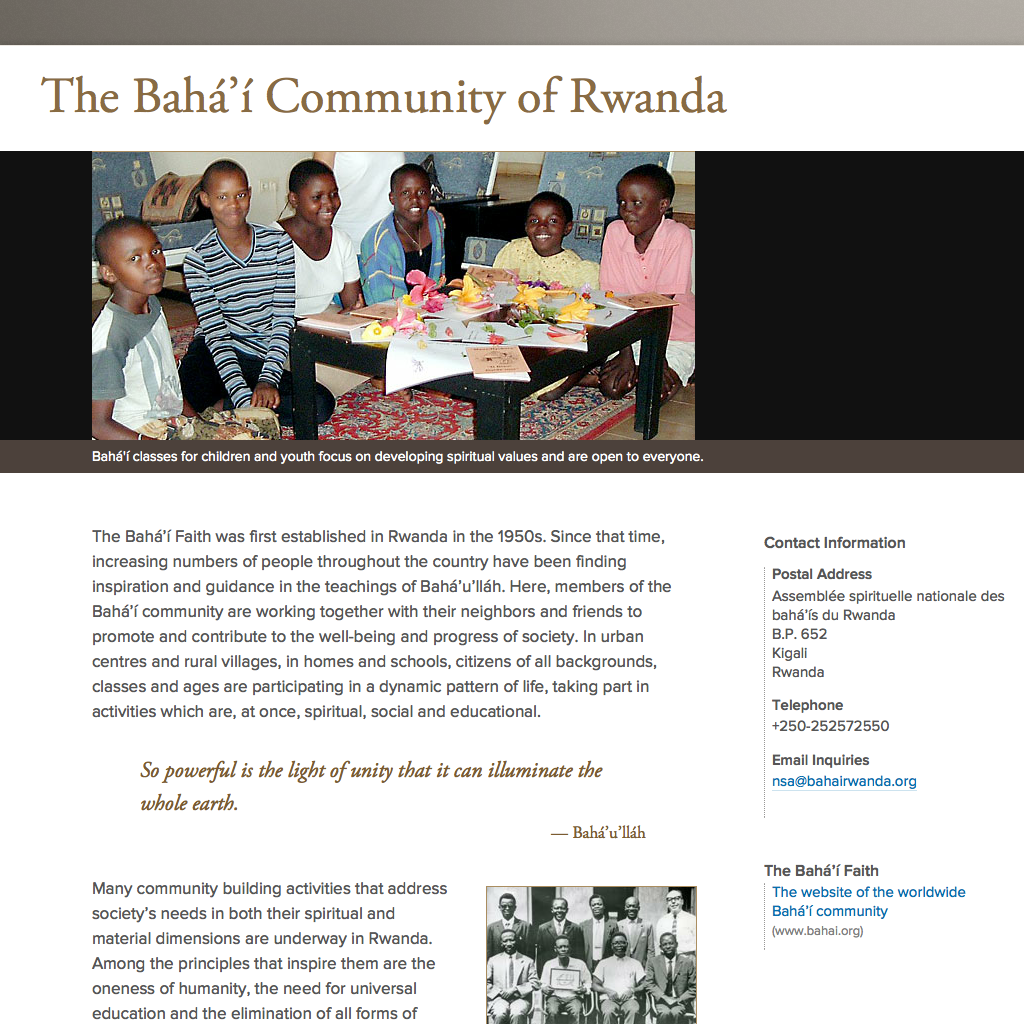 The Bahá’í Community of Rwanda
Bahá'í classes for children and youth focus on developing spiritual values and are open to everyone.
The Bahá’í Faith was first established in Rwanda in the 1950s. Since that time,
increasing numbers of people throughout the country have been finding
inspiration and guidance in the teachings of Bahá’u’lláh. Here, members of the
Bahá’í community are working together with their neighbors and friends to
promote and contribute to the well-being and progress of society. In urban
centres and rural villages, in homes and schools, citizens of all backgrounds,
classes and ages are participating in a dynamic pattern of life, taking part in
activities which are, at once, spiritual, social and educational.
So powerful is the light of unity that it can illuminate the
whole earth.
— Bahá’u’lláh
Many community building activities that address
society’s needs in both their spiritual and
material dimensions are underway in Rwanda.
Among the principles that inspire them are the
oneness of humanity, the need for universal
education and the elimination of all forms of
Contact Information
Postal Address
Assemblée spirituelle nationale des
bahá’ís du Rwanda
B.P. 652
Kigali
Rwanda
Telephone
+250-252572550
Email Inquiries
nsa@bahairwanda.org
The Bahá’í Faith
The website of the worldwide
Bahá’í community
(www.bahai.org)